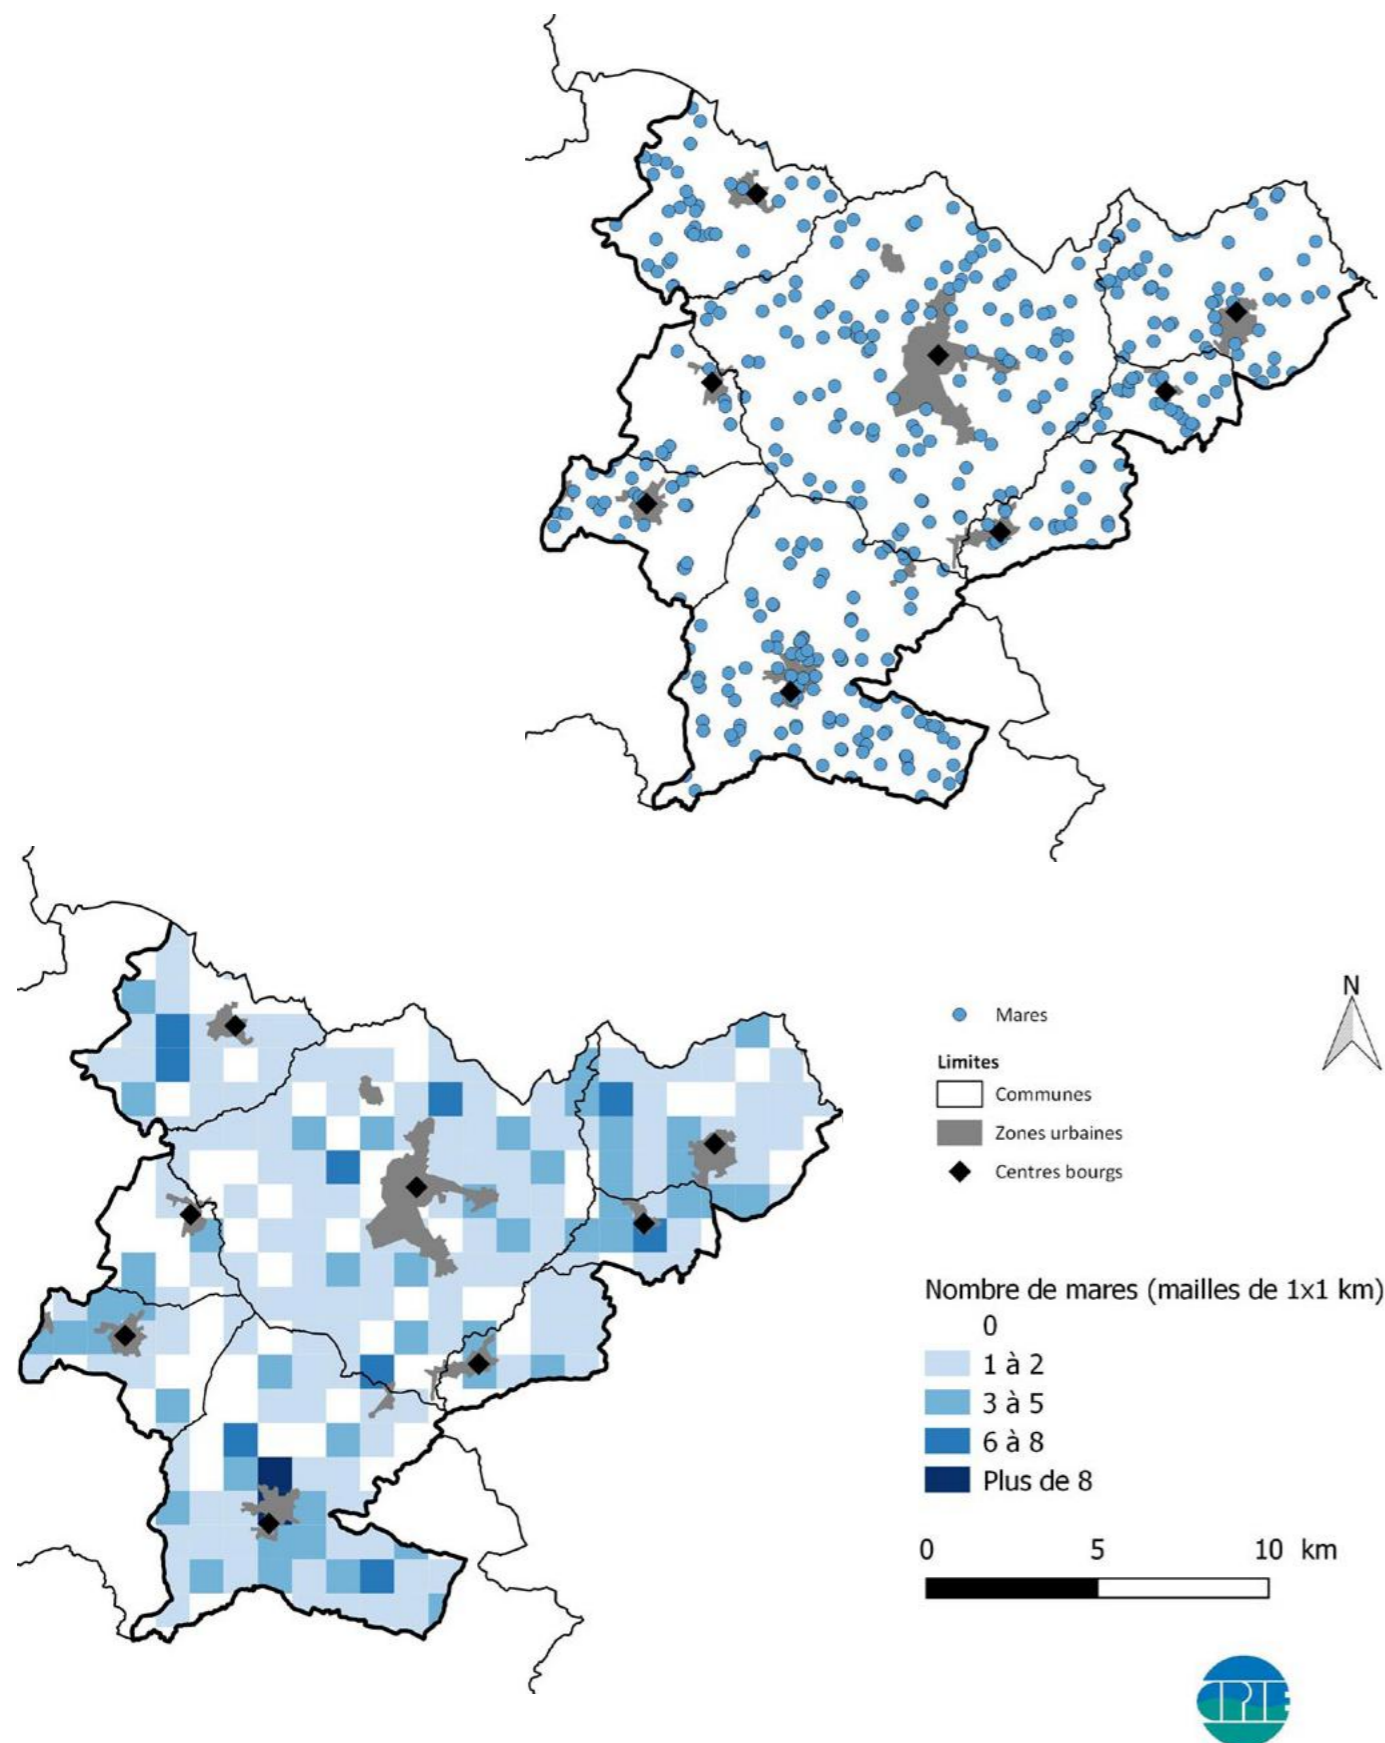 N
Mares
Limites
Communes
Zones urbaines
Centres bourgs
Nombre de mares (mailles de 1x1 km)
0
1 à 2
3 à 5
6 à 8
Plus de 8
0 5 10 km
CPIE